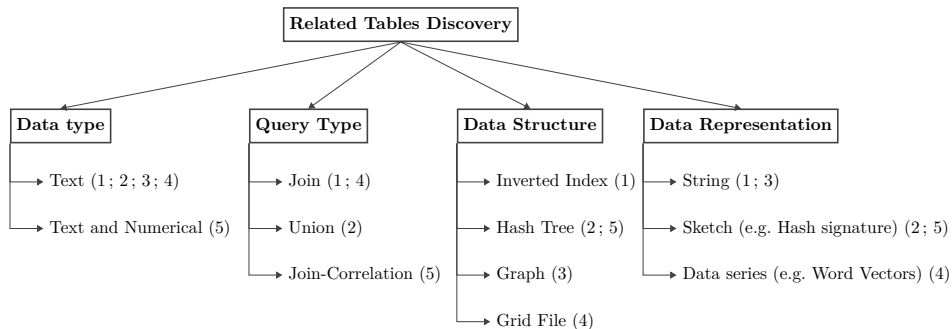 Related Tables Discovery
Data type
Query Type
Data Structure
Data Representation
Text (1 ; 2 ; 3 ; 4)
Join (1 ; 4)
Inverted Index (1)
String (1 ; 3)
Text and Numerical (5)
Union (2)
Hash Tree (2 ; 5)
Sketch (e.g. Hash signature) (2 ; 5)
Join-Correlation (5)
Graph (3)
Data series (e.g. Word Vectors) (4)
Grid File (4)